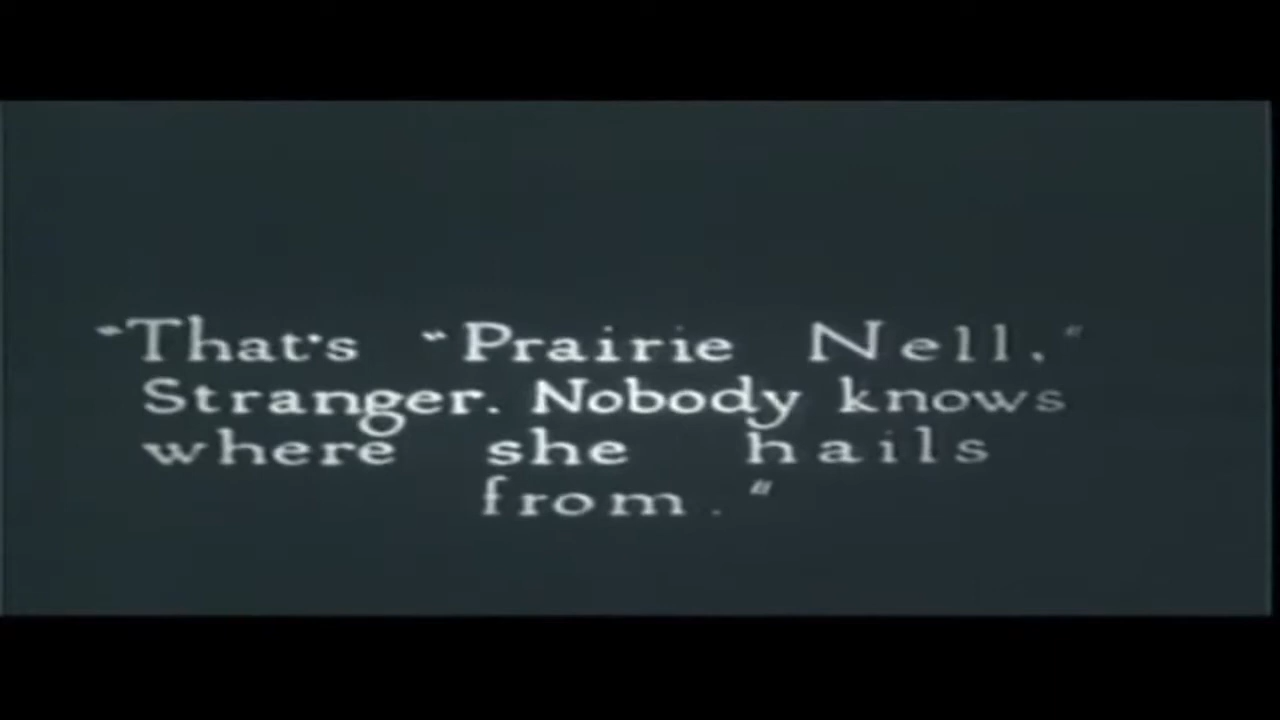 "That's "Prairie Nell,"
Stranger. Nobody knows
where she hails
from."